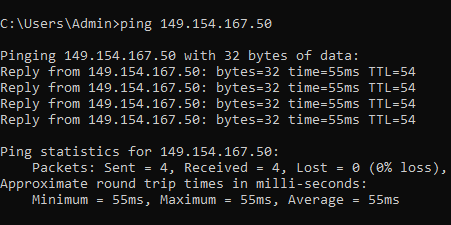 C:\Users\Admin>ping 149.154.167.50
Pinging 149.154.167.50 with 32 bytes of data:
Reply from 149.154.167.50: bytes=32 time=55ms TTL=54
Reply from 149.154.167.50: bytes=32 time=55ms TTL=54
Reply from 149.154.167.50: bytes=32 time=55ms TTL=54
Reply from 149.154.167.50: bytes=32 time=55ms TTL=54
Ping statistics for 149.154.167.50:
    Packets: Sent = 4, Received = 4, Lost = 0 (0% loss),
Approximate round trip times in milli-seconds:
    Minimum = 55ms, Maximum = 55ms, Average = 55ms